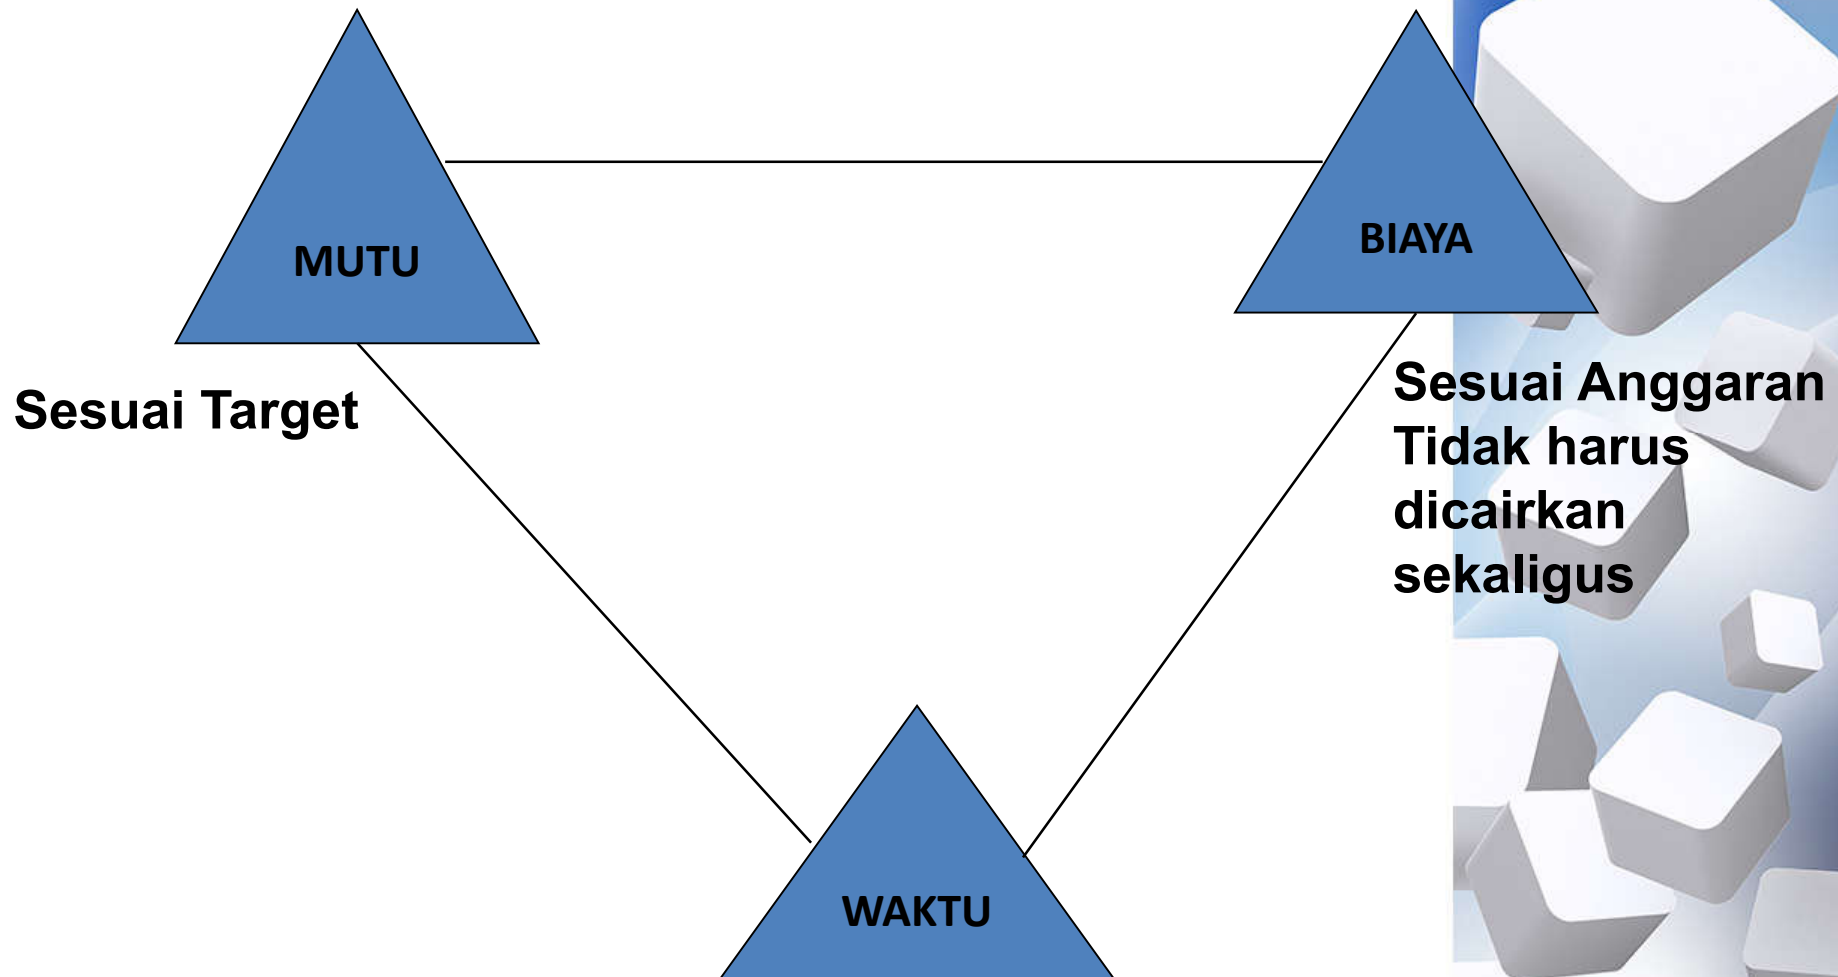 MUTU
BIAYA
Sesuai Target
Sesuai Anggaran
Tidak harus
dicairkan
sekaligus
WAKTU